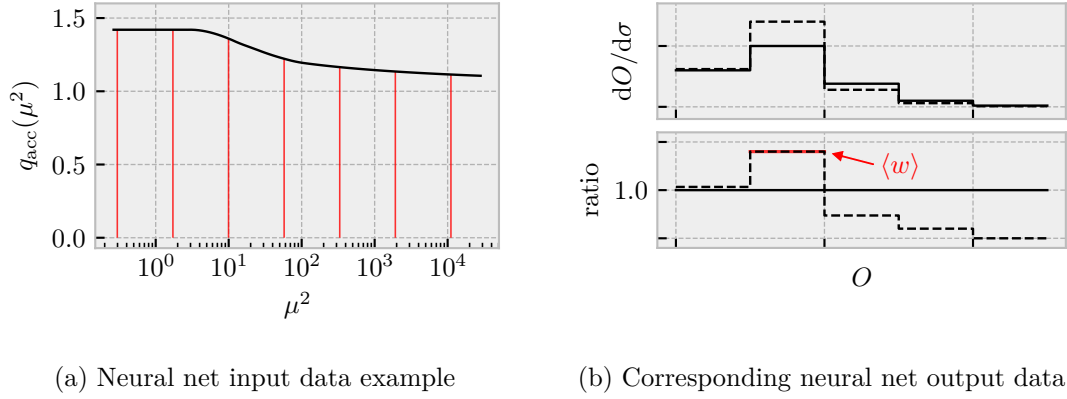 1.5
1.0
0.5
0.0
q_acc(μ²)
10⁰ 10¹ 10² 10³ 10⁴
μ²
dO/dσ
ratio
1.0
⟨w⟩
O
(a) Neural net input data example
(b) Corresponding neural net output data